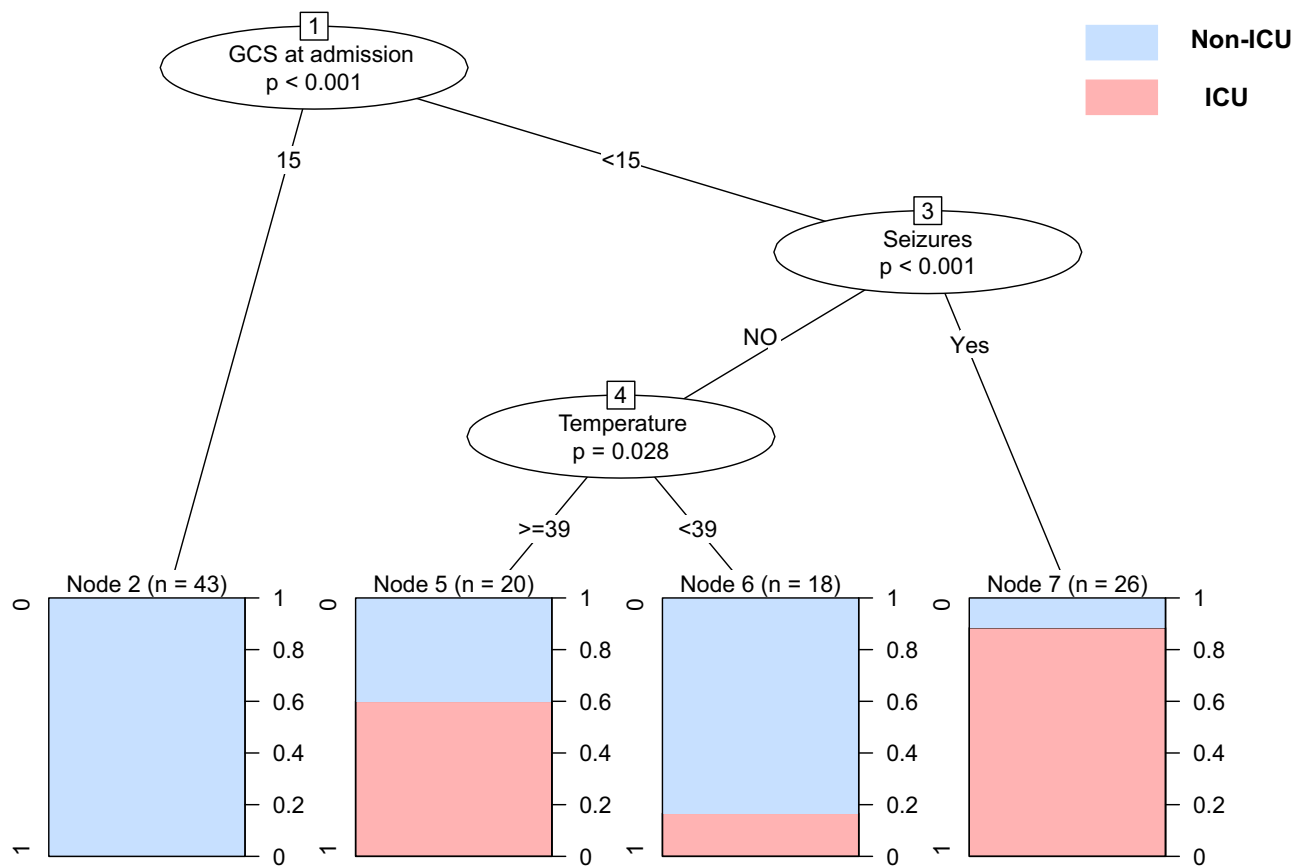 1
GCS at admission
p < 0.001
Non-ICU
ICU
15
<15
3
Seizures
p < 0.001
NO
Yes
4
Temperature
p = 0.028
>=39
<39
Node 2 (n = 43)
0
1
1
0.8
0.6
0.4
0.2
0
Node 5 (n = 20)
0
1
1
0.8
0.6
0.4
0.2
0
Node 6 (n = 18)
0
1
1
0.8
0.6
0.4
0.2
0
Node 7 (n = 26)
0
1
1
0.8
0.6
0.4
0.2
0